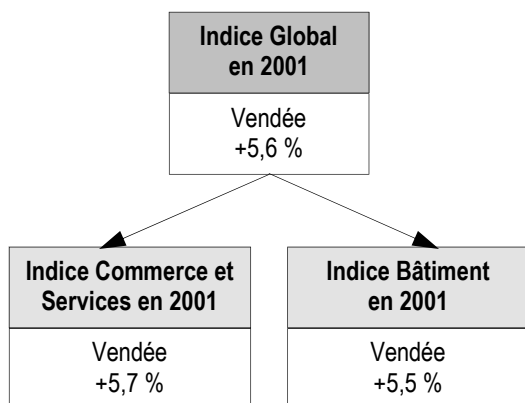 Indice Global
en 2001
Vendée
+5,6 %
Indice Commerce et
Services en 2001
Vendée
+5,7 %
Indice Bâtiment
en 2001
Vendée
+5,5 %